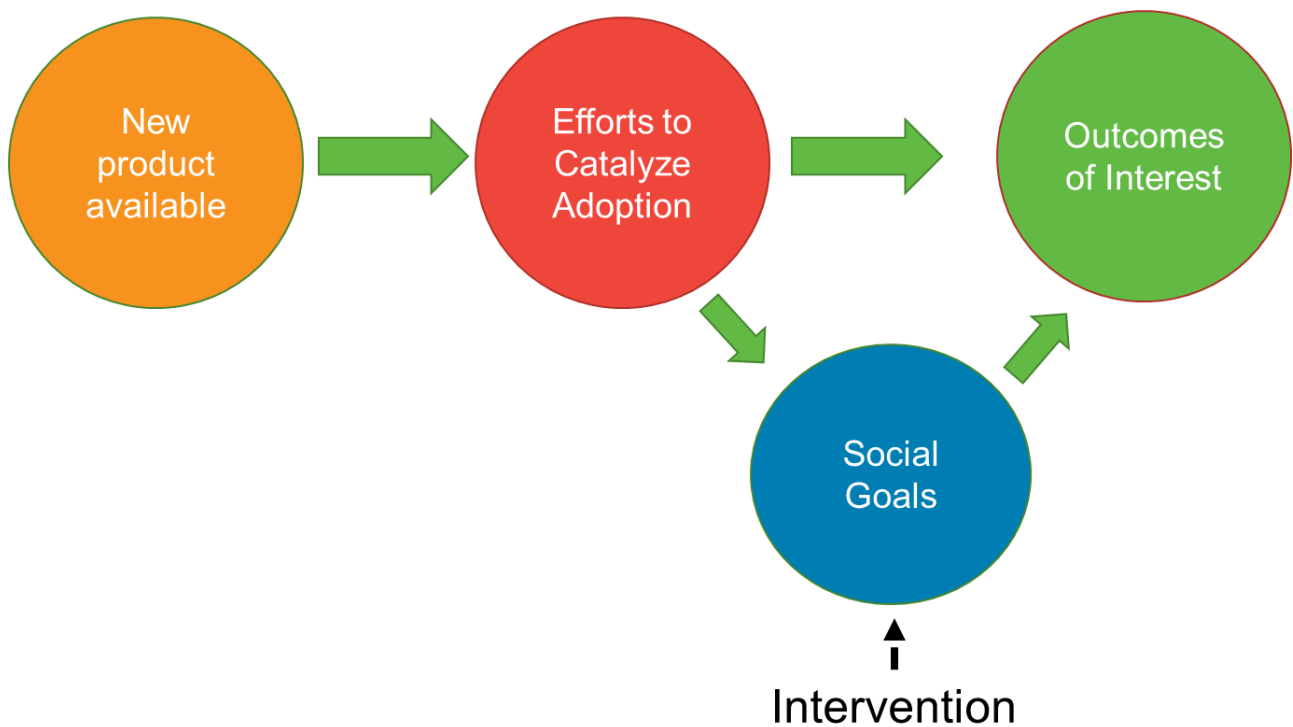 New
product
available
Efforts to
Catalyze
Adoption
Outcomes
of Interest
Social
Goals
Intervention